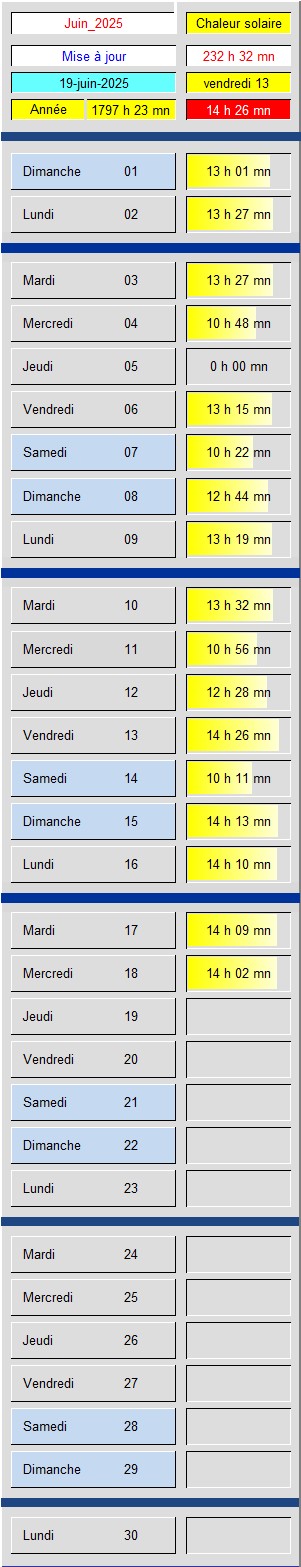 Juin_2025 Chaleur solaire
Mise à jour 232 h 32 mn
19-juin-2025 vendredi 13
Année 1797 h 23 mn 14 h 26 mn
Dimanche 01 13 h 01 mn
Lundi 02 13 h 27 mn
Mardi 03 13 h 27 mn
Mercredi 04 10 h 48 mn
Jeudi 05 0 h 00 mn
Vendredi 06 13 h 15 mn
Samedi 07 10 h 22 mn
Dimanche 08 12 h 44 mn
Lundi 09 13 h 19 mn
Mardi 10 13 h 32 mn
Mercredi 11 10 h 56 mn
Jeudi 12 12 h 28 mn
Vendredi 13 14 h 26 mn
Samedi 14 10 h 11 mn
Dimanche 15 14 h 13 mn
Lundi 16 14 h 10 mn
Mardi 17 14 h 09 mn
Mercredi 18 14 h 02 mn
Jeudi 19
Vendredi 20
Samedi 21
Dimanche 22
Lundi 23
Mardi 24
Mercredi 25
Jeudi 26
Vendredi 27
Samedi 28
Dimanche 29
Lundi 30